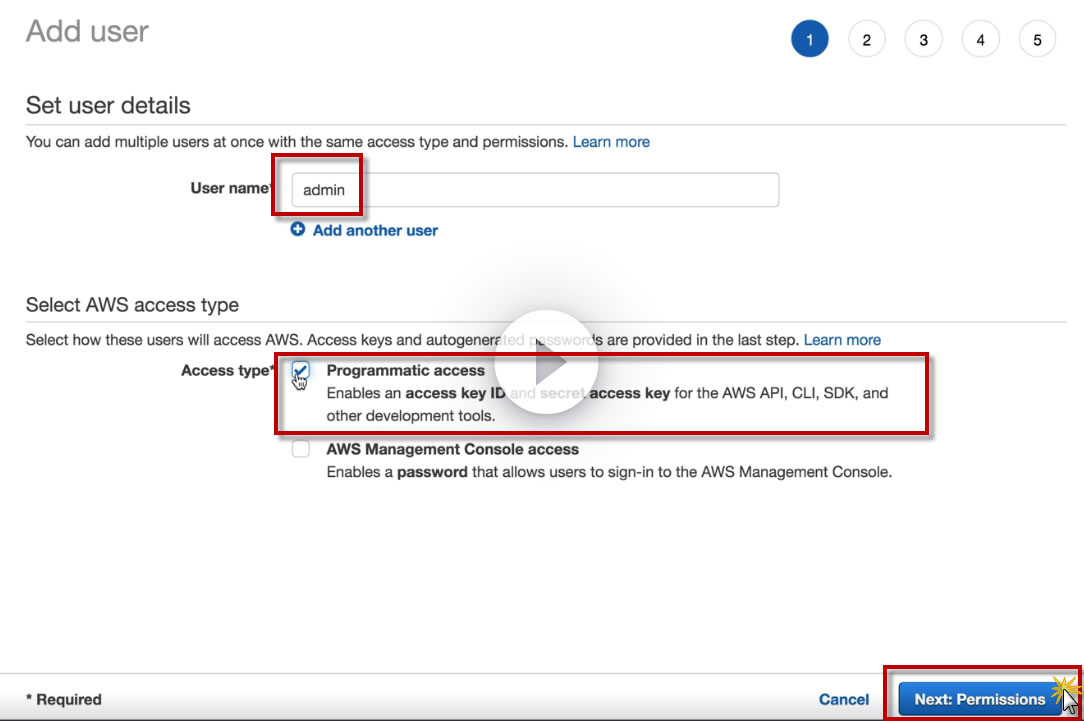 Add user
1 2 3 4 5
Set user details
You can add multiple users at once with the same access type and permissions. Learn more
User name*
admin
Add another user
Select AWS access type
Select how these users will access AWS. Access keys and autogenerated passwords are provided in the last step. Learn more
Access type*
Programmatic access
Enables an access key ID and secret access key for the AWS API, CLI, SDK, and
other development tools.
AWS Management Console access
Enables a password that allows users to sign-in to the AWS Management Console.
* Required
Cancel
Next: Permissions